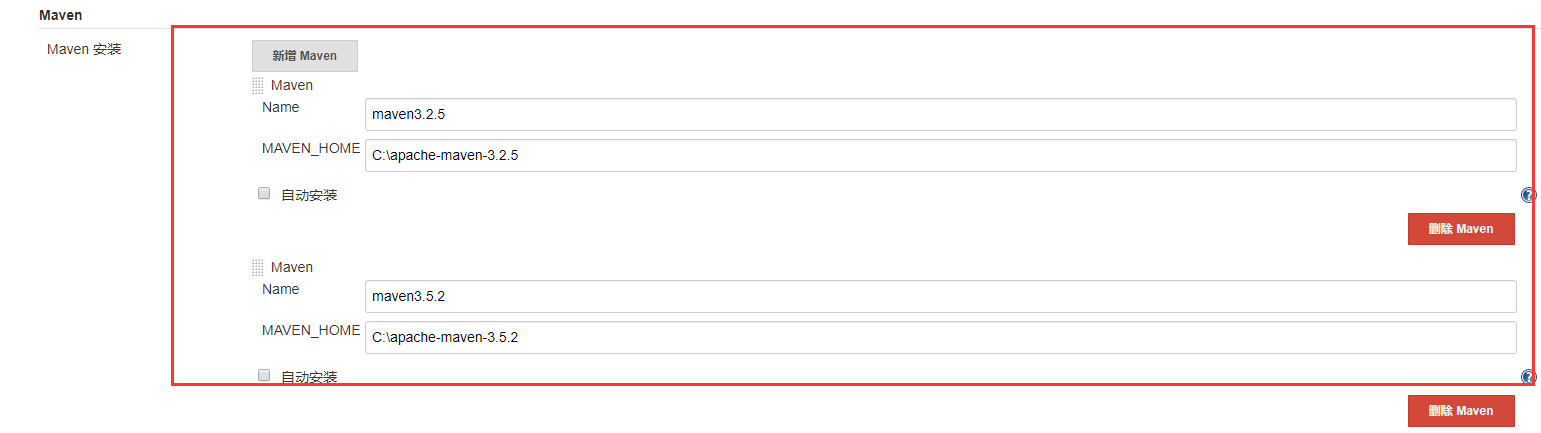 Maven
Maven 安装
新增 Maven
Maven
Name
maven3.2.5
MAVEN_HOME
C:\apache-maven-3.2.5
自动安装
?
删除 Maven
Maven
Name
maven3.5.2
MAVEN_HOME
C:\apache-maven-3.5.2
自动安装
?
删除 Maven